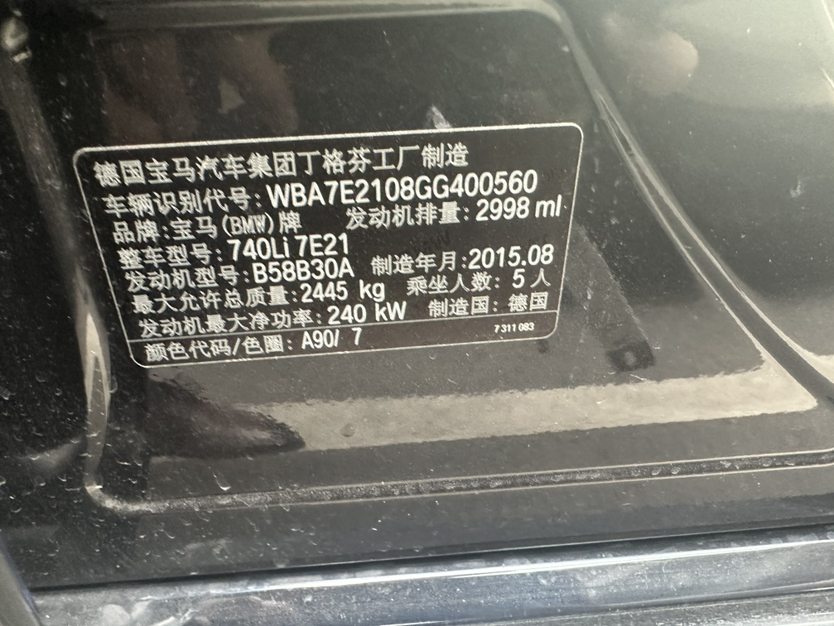 德国宝马汽车集团丁格芬工厂制造
车辆识别代号: WBA7E2108GG400560
品牌:宝马(BMW)牌 发动机排量: 2998 ml
整车型号: 740Li 7E21
发动机型号: B58B30A 制造年月:2015.08
最大允许总质量:2445 kg 乘坐人数: 5 人
发动机最大净功率: 240 kW 制造国: 德国
颜色代码/色圈: A90/ 7 7 311 083